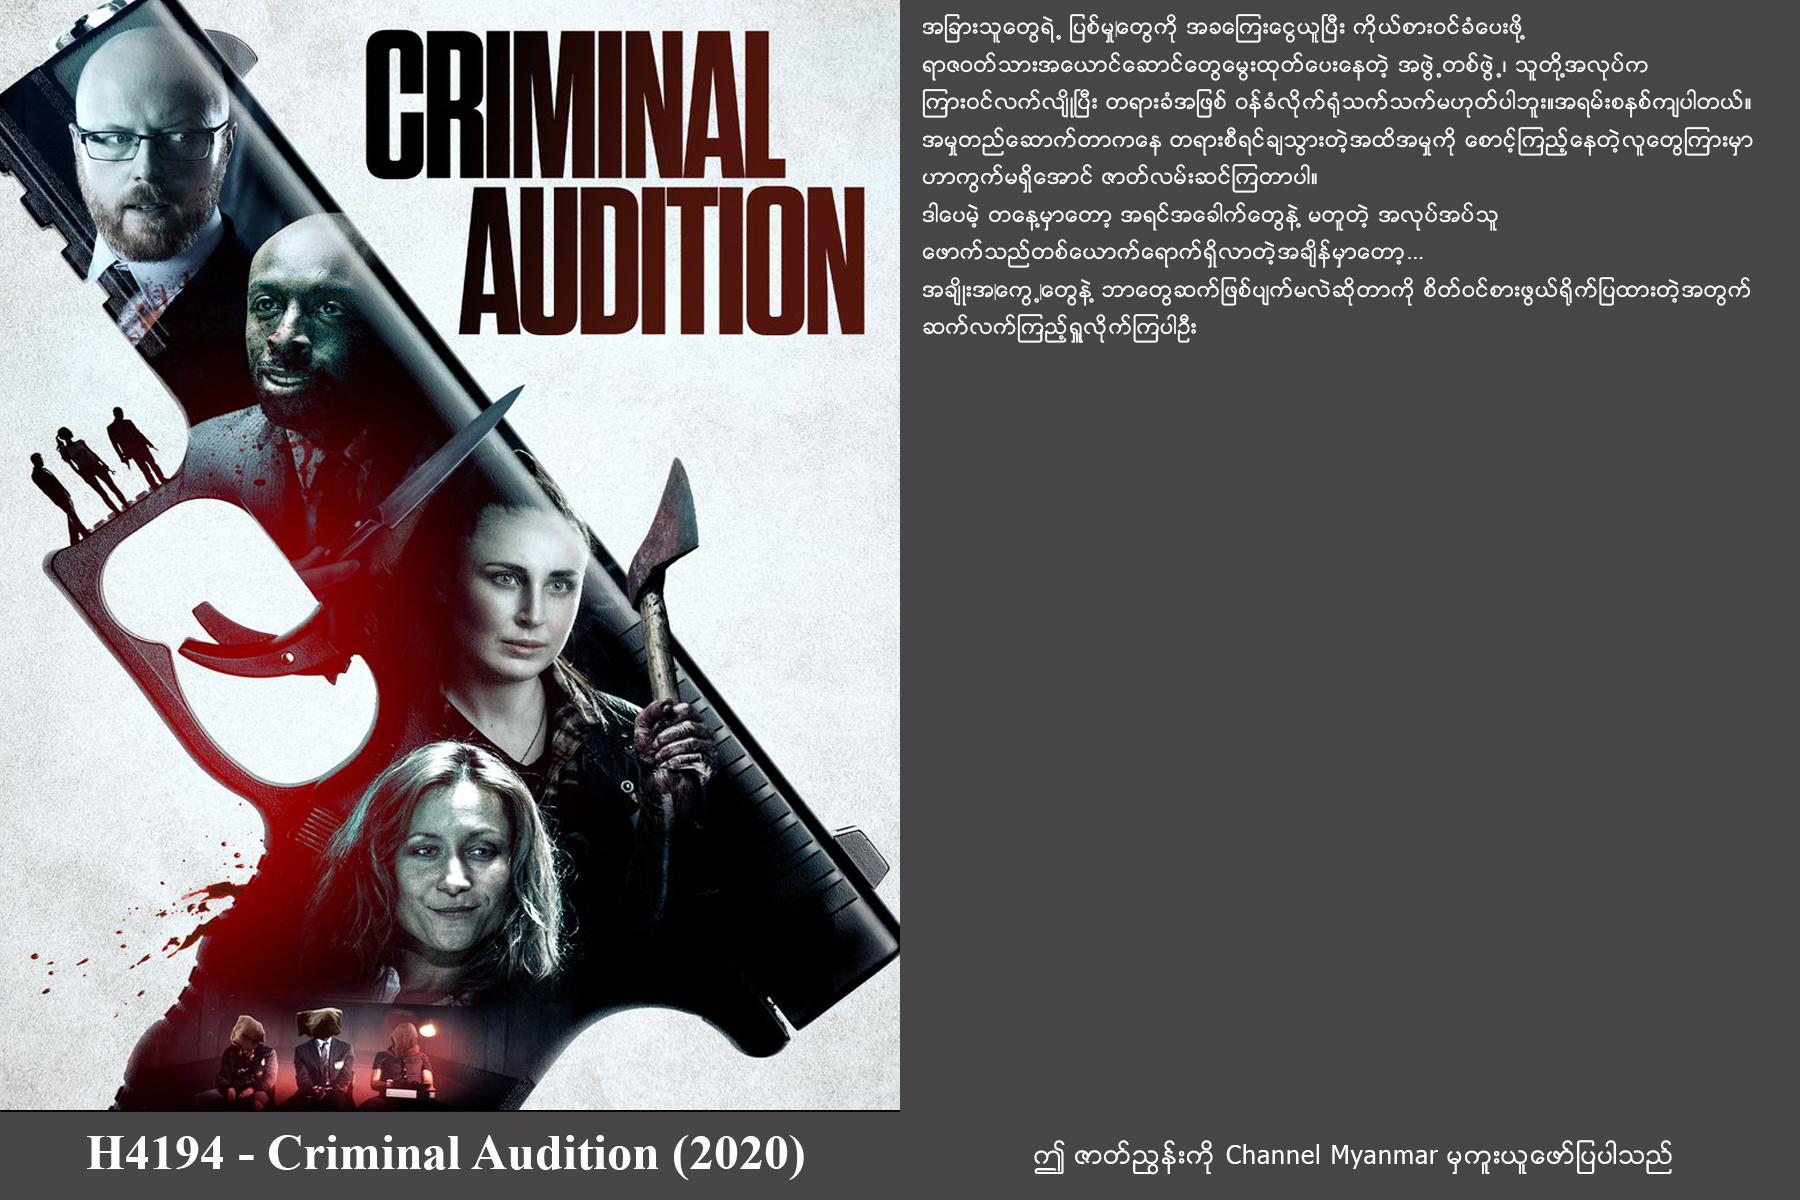 CRIMINAL
AUDITION
အခြားသူတွေရဲ့ ပြစ်မှုတွေကို အခကြေးငွေယူပြီး ကိုယ်စားဝင်ခံပေးဖို့
ရာဇဝတ်သားအယောင်ဆောင်တွေမွေးထုတ်ပေးနေတဲ့ အဖွဲ့တစ်ဖွဲ့၊ သူတို့အလုပ်က
ကြားဝင်လက်လျိုပြီး တရားခံအဖြစ် ဝန်ခံလိုက်ရုံသက်သက်မဟုတ်ပါဘူး။အရမ်းစနစ်ကျပါတယ်။
အမှုတည်ဆောက်တာကနေ တရားစီရင်ချသွားတဲ့အထိအမှုကို စောင့်ကြည့်နေတဲ့လူတွေကြားမှာ
ဟာကွက်မရှိအောင် ဇာတ်လမ်းဆင်ကြတာပါ။
ဒါပေမဲ့ တနေ့မှာတော့ အရင်အခေါက်တွေနဲ့ မတူတဲ့ အလုပ်အပ်သူ
ဖောက်သည်တစ်ယောက်ရောက်ရှိလာတဲ့အချိန်မှာတော့...
အချိုးအကွေ့တွေနဲ့ ဘာတွေဆက်ဖြစ်ပျက်မလဲဆိုတာကို စိတ်ဝင်စားဖွယ်ရိုက်ပြထားတဲ့အတွက်
ဆက်လက်ကြည့်ရှူလိုက်ကြပါဦး
H4194 - Criminal Audition (2020)
ဤ ဇာတ်ညွှန်းကို Channel Myanmar မှကူးယူဖော်ပြပါသည်